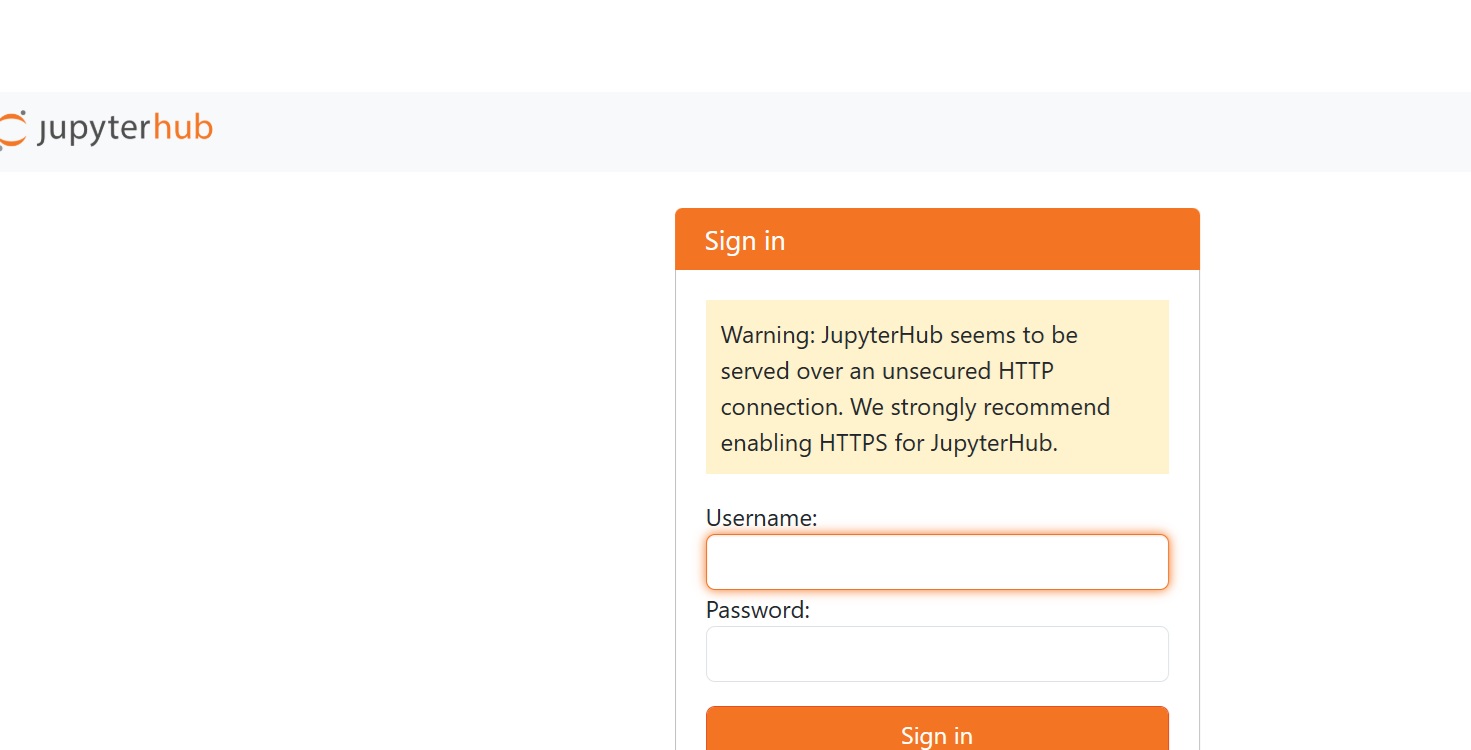 jupyterhub
Sign in
Warning: JupyterHub seems to be
served over an unsecured HTTP
connection. We strongly recommend
enabling HTTPS for JupyterHub.
Username:
Password:
Sign in